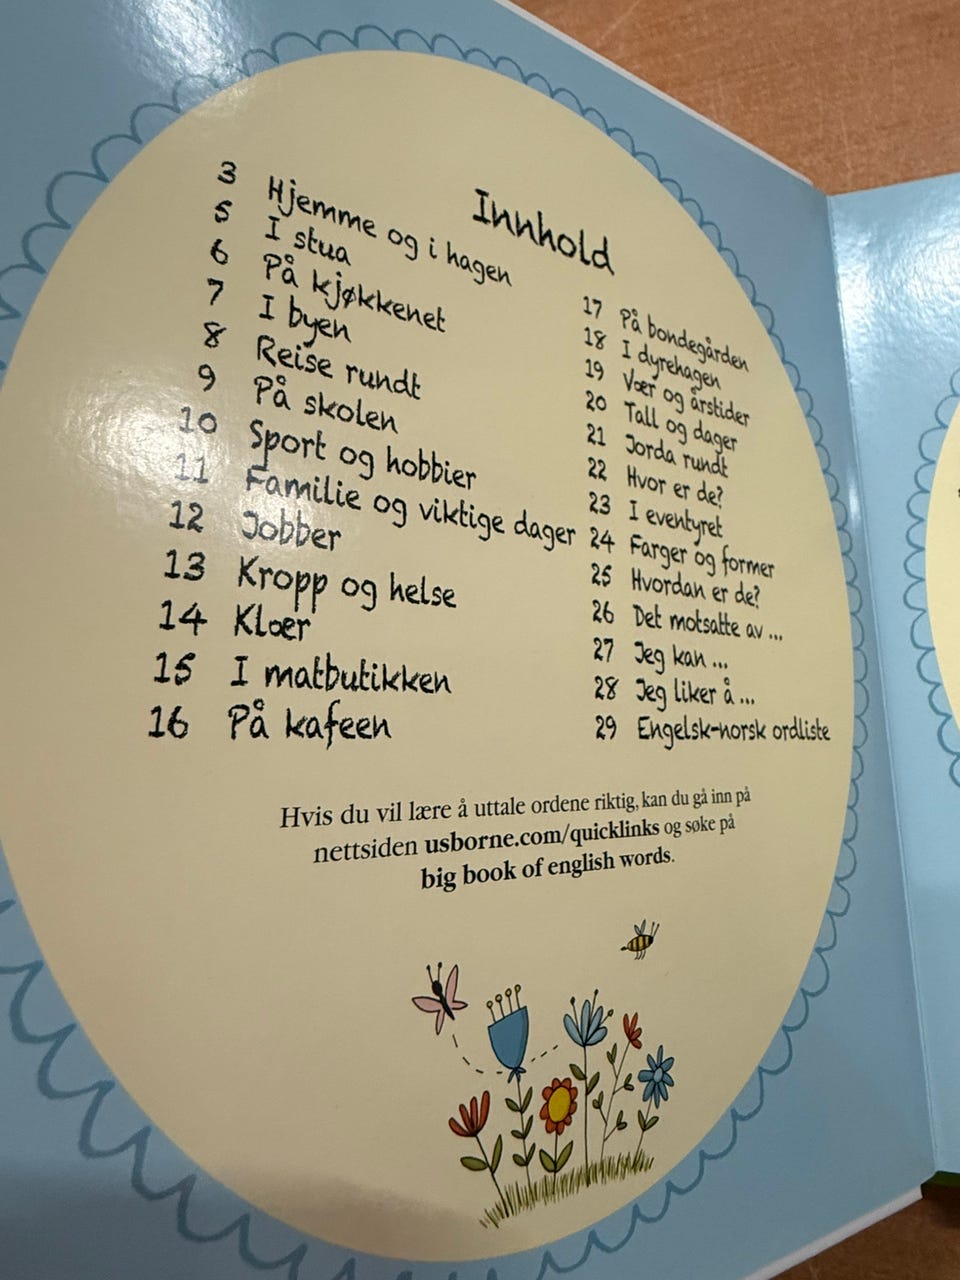 Innhold
3 Hjemme og i hagen
5 I stua
6 På kjøkkenet
7 I byen
8 Reise rundt
9 På skolen
10 Sport og hobbier
11 Familie og viktige dager
12 Jobber
13 Kropp og helse
14 Klær
15 I matbutikken
16 På kafeen
17 På bondegården
18 I dyrehagen
19 Vær og årstider
20 Tall og dager
21 Jorda rundt
22 Hvor er de?
23 I eventyret
24 Farger og former
25 Hvordan er de?
26 Det motsatte av ...
27 Jeg kan ...
28 Jeg liker å ...
29 Engelsk-norsk ordliste
Hvis du vil lære å uttale ordene riktig, kan du gå inn på
nettsiden usborne.com/quicklinks og søke på
big book of english words.